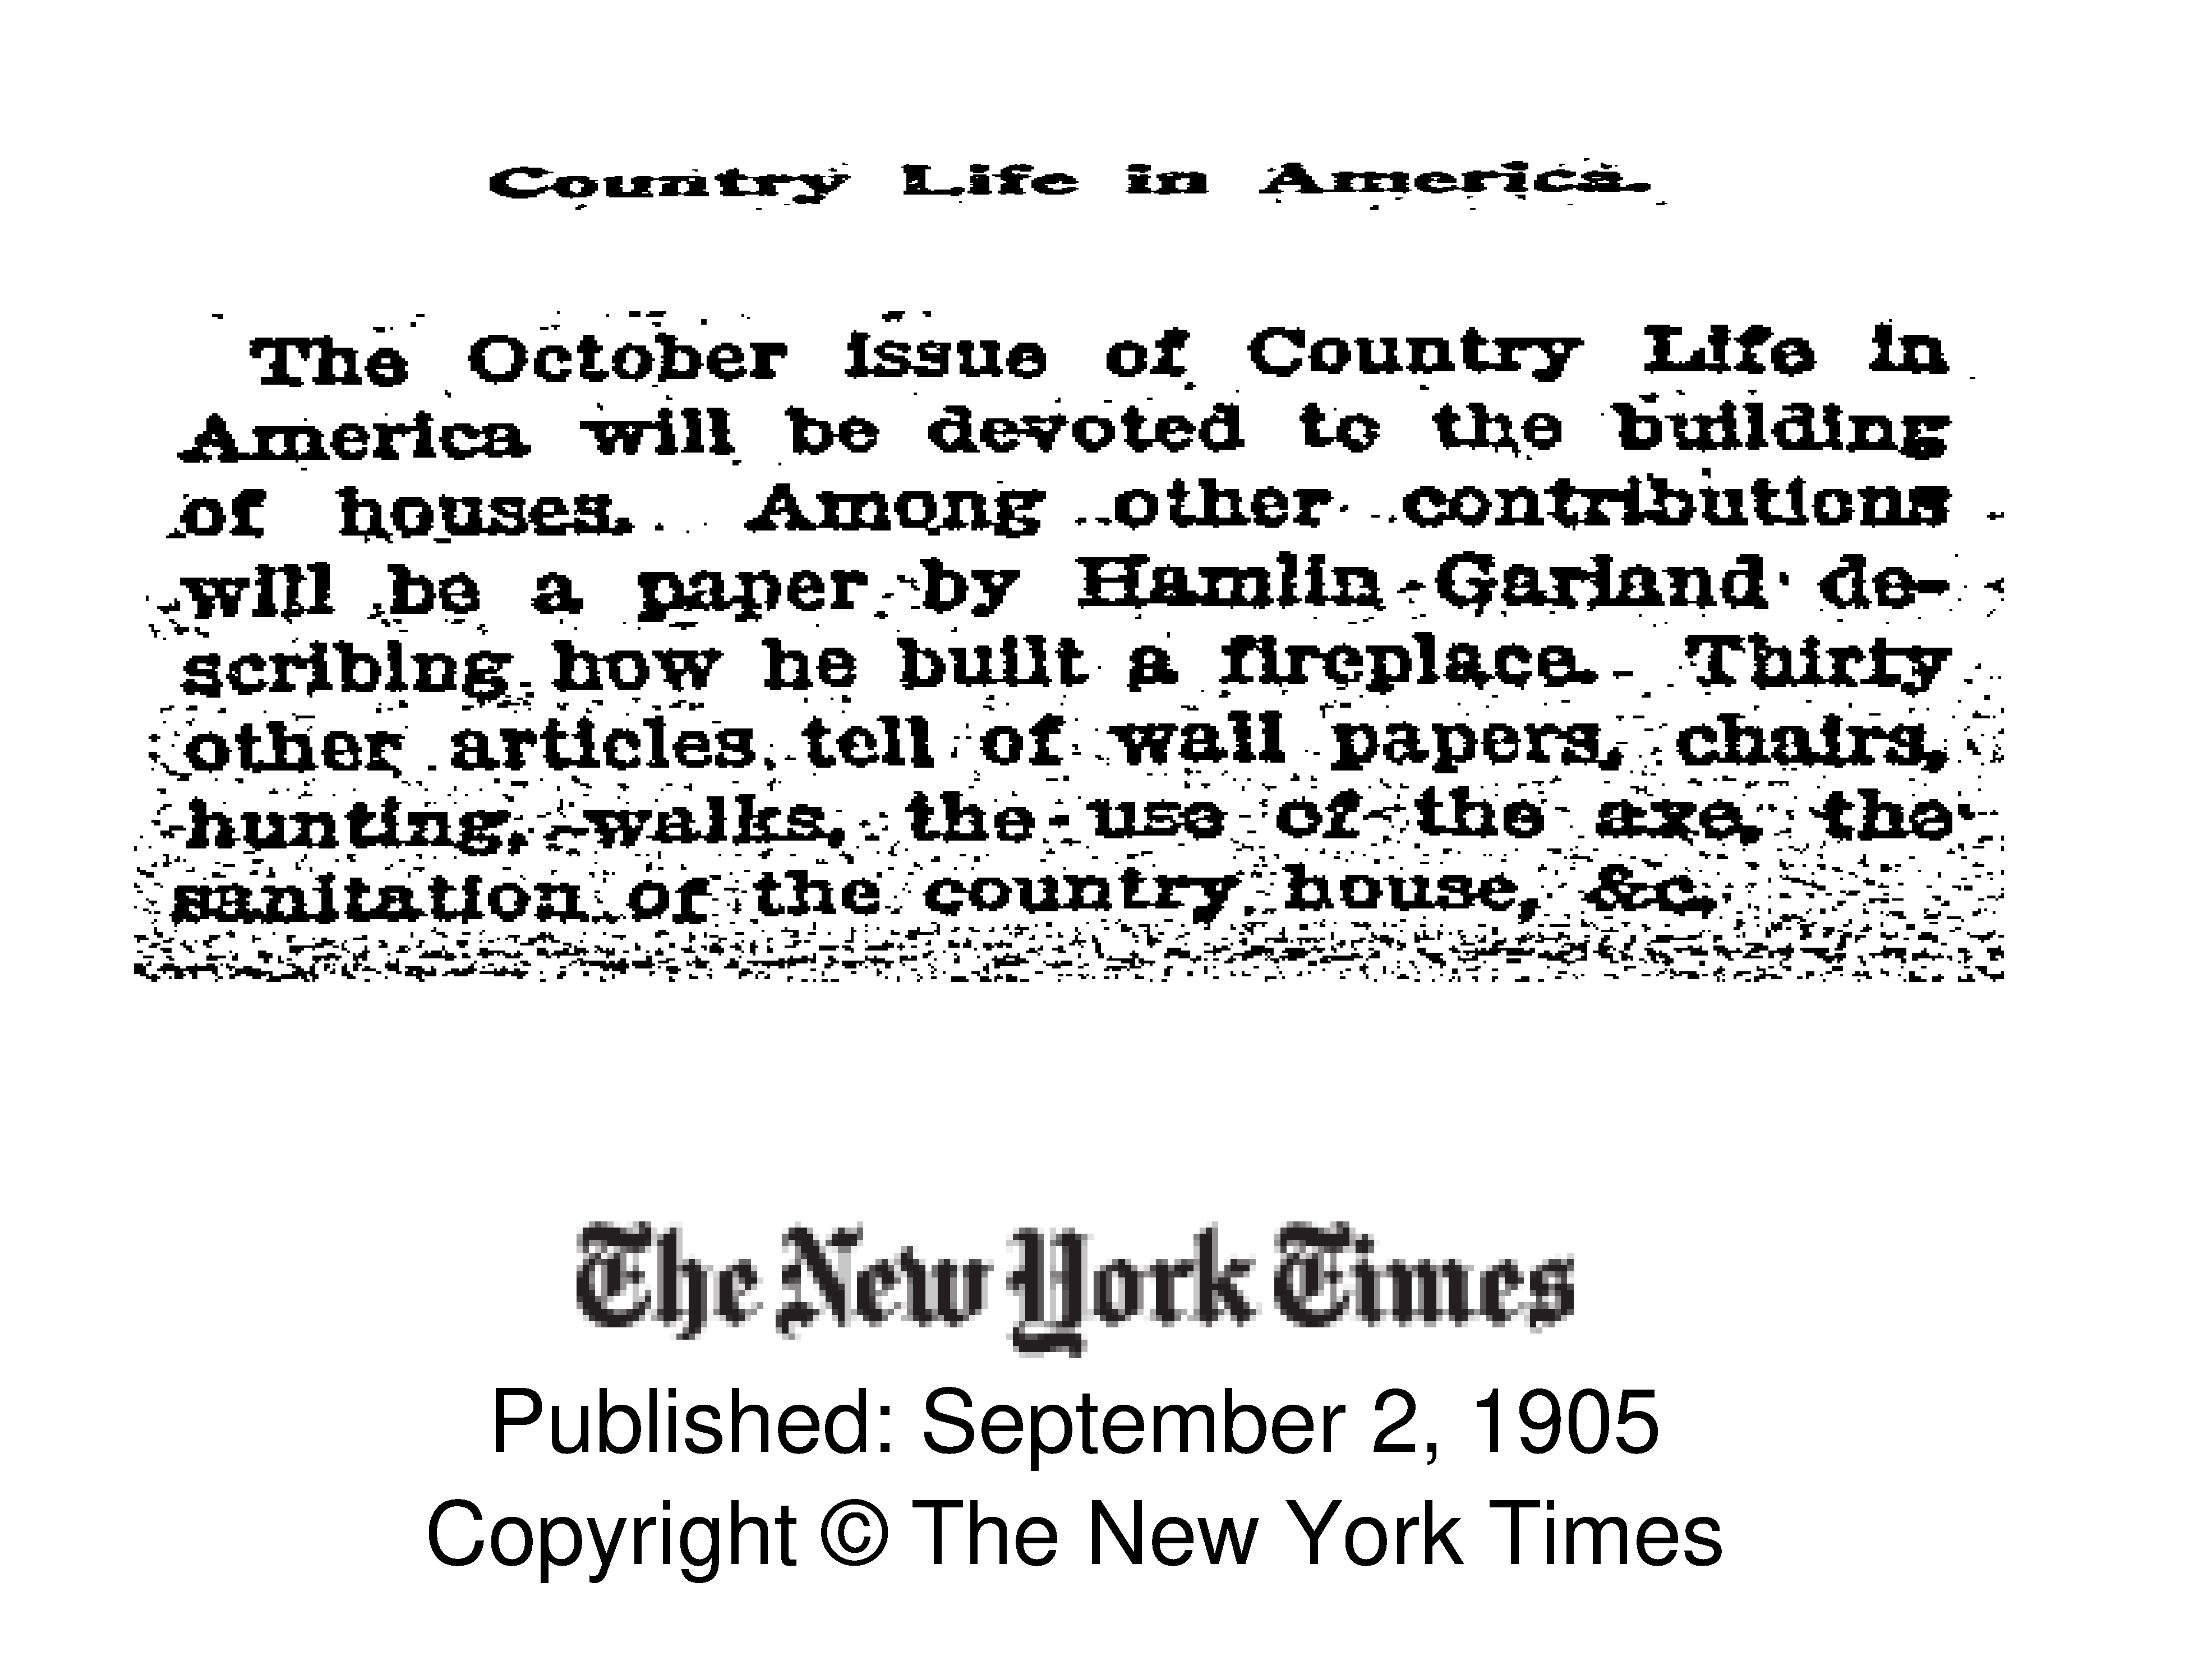 Country Life in America.
The October issue of Country Life in
America will be devoted to the building
of houses. Among other contributions
will be a paper by Hamlin Garland de-
scribing how he built a fireplace. Thirty
other articles tell of wall papers, chairs,
hunting, walks, the use of the axe, the
sanitation of the country house, &c.
The New York Times
Published: September 2, 1905
Copyright © The New York Times